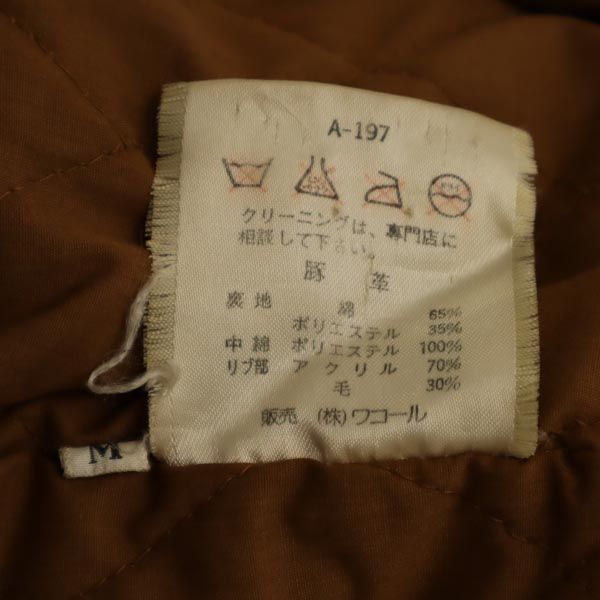 A-197
クリーニングは、専門店に
相談して下さい。
豚 革
裏地 綿 65%
ポリエステル 35%
中綿 ポリエステル 100%
リブ部 アクリル 70%
毛 30%
販売 (株)ワコール
M